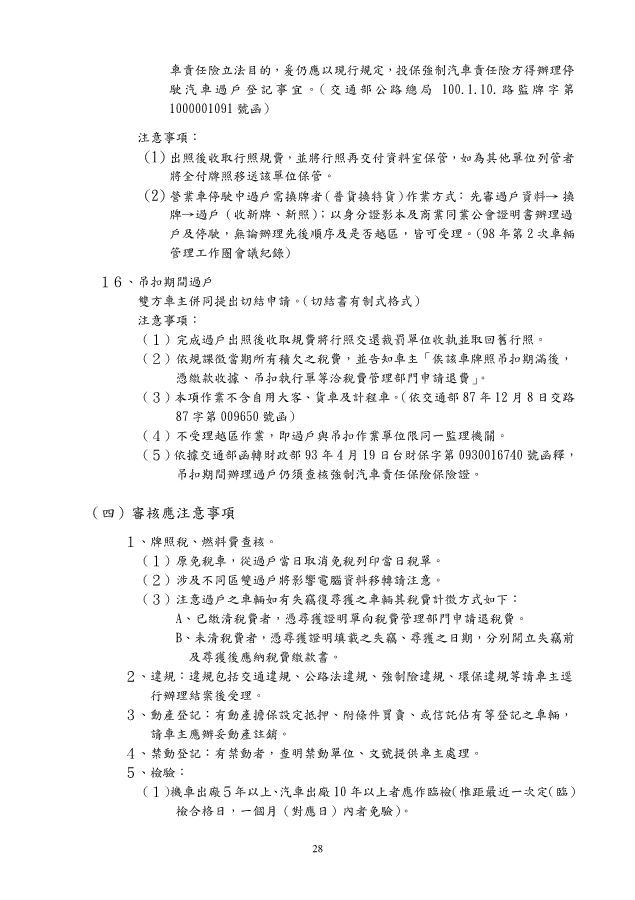 車責任險立法目的，爰仍應以現行規定，投保強制汽車責任險方得辦理停
駛汽車過戶登記事宜。(交通部公路總局 100.1.10.路監牌字第
1000001091 號函)
注意事項：
(1)出照後收取行照規費，並將行照再交付資料室保管，如為其他單位列管者
將全付牌照移送該單位保管。
(2)營業車停駛中過戶需換牌者(普貨換特貨)作業方式：先審過戶資料→換
牌→過戶（收新牌、新照)；以身分證影本及商業同業公會證明書辦理過
戶及停駛，無論辦理先後順序及是否越區，皆可受理。(98 年第 2 次車輛
管理工作圈會議紀錄)
１６、吊扣期間過戶
雙方車主併同提出切結申請。(切結書有制式格式)
注意事項：
（１）完成過戶出照後收取規費將行照交還裁罰單位收執並取回舊行照。
（２）依規課徵當期所有積欠之稅費，並告知車主「俟該車牌照吊扣期滿後，
憑繳款收據、吊扣執行單等洽稅費管理部門申請退費」。
（３）本項作業不含自用大客、貨車及計程車。(依交通部 87 年 12 月 8 日交路
87 字第 009650 號函)
（４）不受理越區作業，即過戶與吊扣作業單位限同一監理機關。
（５）依據交通部函轉財政部 93 年 4 月 19 日台財保字第 0930016740 號函釋，
吊扣期間辦理過戶仍須查核強制汽車責任保險保險證。
（四）審核應注意事項
１、牌照稅、燃料費查核。
（１）原免稅車，從過戶當日取消免稅列印當日稅單。
（２）涉及不同區雙過戶將影響電腦資料移轉請注意。
（３）注意過戶之車輛如有失竊復尋獲之車輛其稅費計徵方式如下：
A、已繳清稅費者，憑尋獲證明單向稅費管理部門申請退稅費。
B、未清稅費者，憑尋獲證明填載之失竊、尋獲之日期，分別開立失竊前
及尋獲後應納稅費繳款書。
２、違規：違規包括交通違規、公路法違規、強制險違規、環保違規等請車主逕
行辦理結案後受理。
３、動產登記：有動產擔保設定抵押、附條件買賣、或信託佔有等登記之車輛，
請車主應辦妥動產註銷。
４、禁動登記：有禁動者，查明禁動單位、文號提供車主處理。
５、檢驗：
（１)機車出廠５年以上、汽車出廠 10 年以上者應作臨檢(惟距最近一次定(臨)
檢合格日，一個月（對應日）內者免驗)。
28